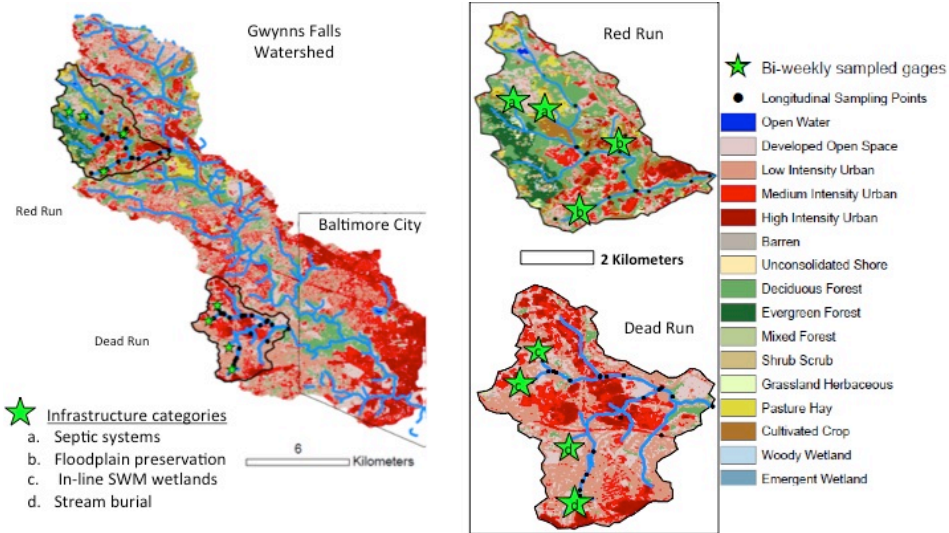 Gwynns Falls
Watershed
Red Run
Baltimore City
Dead Run
Infrastructure categories
a. Septic systems
b. Floodplain preservation
c. In-line SWM wetlands
d. Stream burial
6
Kilometers
Red Run
a
a
b
b
2 Kilometers
Dead Run
c
c
d
d
Bi-weekly sampled gages
Longitudinal Sampling Points
Open Water
Developed Open Space
Low Intensity Urban
Medium Intensity Urban
High Intensity Urban
Barren
Unconsolidated Shore
Deciduous Forest
Evergreen Forest
Mixed Forest
Shrub Scrub
Grassland Herbaceous
Pasture Hay
Cultivated Crop
Woody Wetland
Emergent Wetland